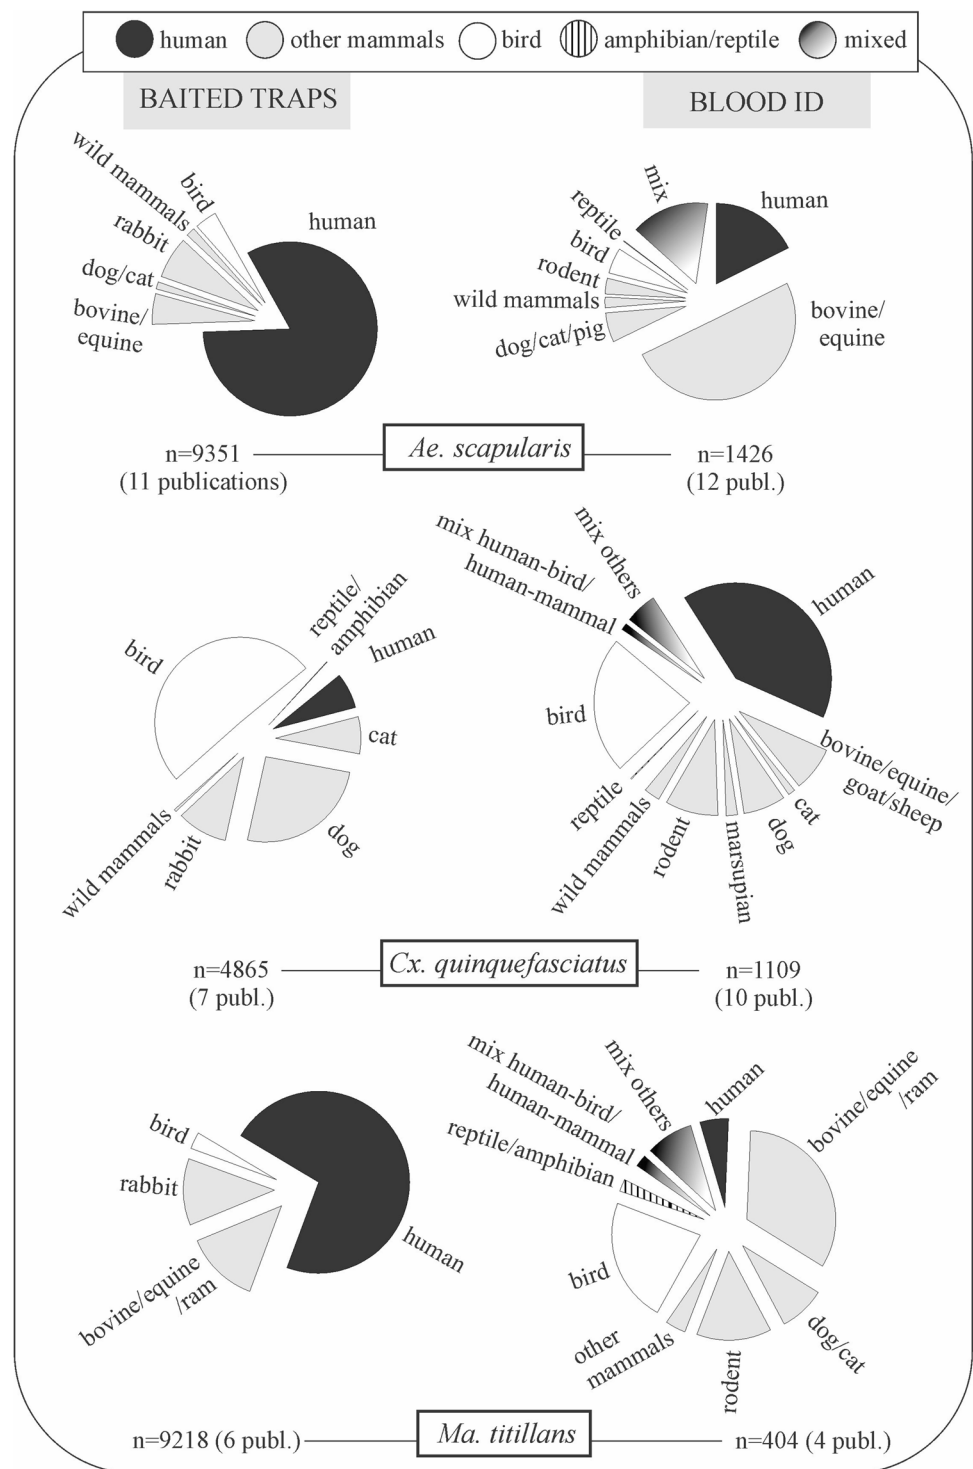 human other mammals bird amphibian/reptile mixed
BAITED TRAPS
BLOOD ID
wild mammals
bird
human
rabbit
dog/cat
bovine/
equine
mix
human
reptile
bird
rodent
wild mammals
dog/cat/pig
bovine/
equine
n=9351
(11 publications)
Ae. scapularis
n=1426
(12 publ.)
bird
reptile/
amphibian
human
cat
dog
rabbit
wild mammals
mix human-bird/
human-mammal
mix others
human
bird
reptile
wild mammals
rodent
marsupian
dog
cat
bovine/equine/
goat/sheep
n=4865
(7 publ.)
Cx. quinquefasciatus
n=1109
(10 publ.)
bird
rabbit
bovine/equine
/ram
human
mix human-bird/
human-mammal
mix others
human
bovine/equine
/ram
reptile/amphibian
bird
other
mammals
rodent
dog/cat
n=9218 (6 publ.)
Ma. titillans
n=404 (4 publ.)